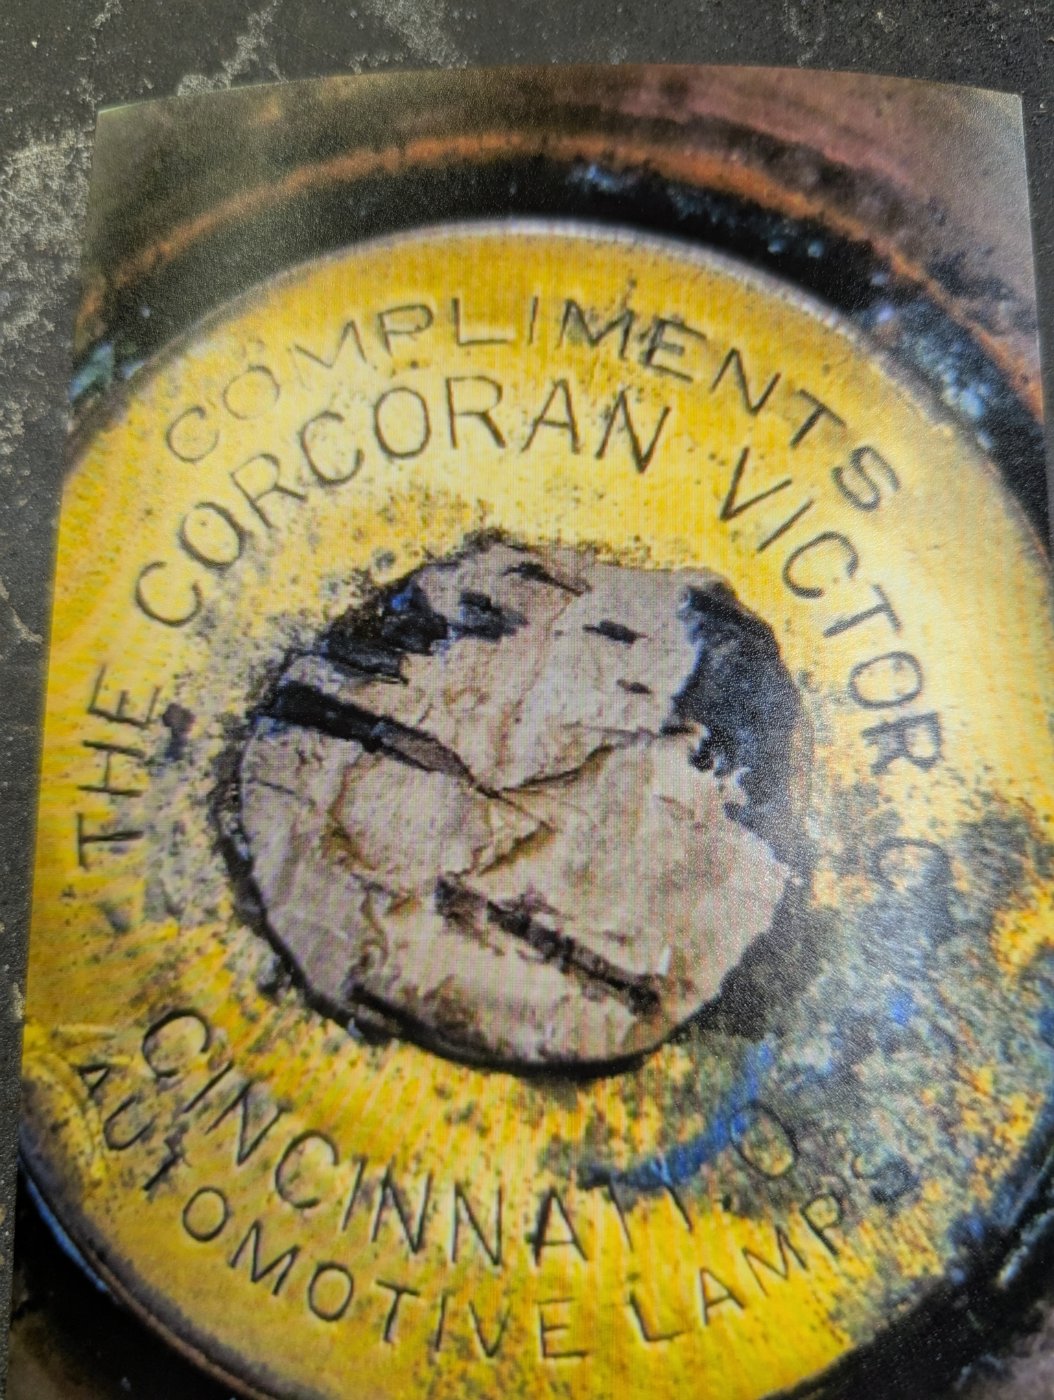 COMPLIMENTS
THE CORCORAN VICTOR C
CINCINNATI O
AUTOMOTIVE LAMPS